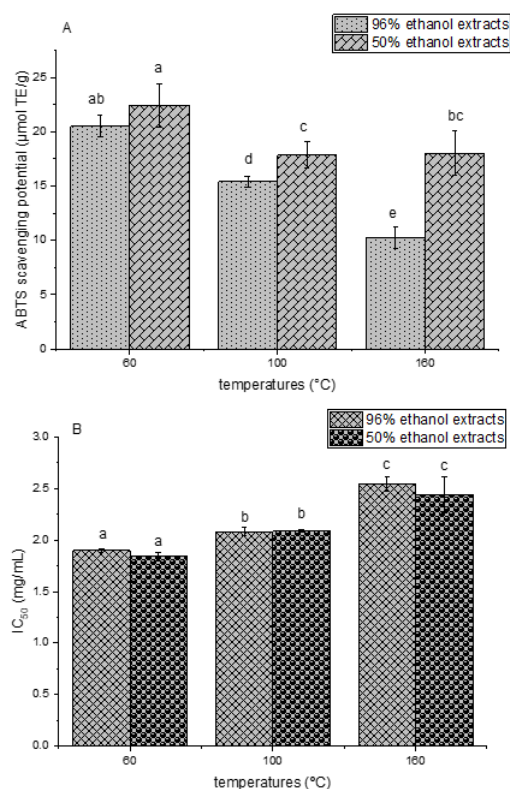 A
96% ethanol extracts
50% ethanol extracts
ABTS scavenging potential (µmol TE/g)
25
20
15
10
5
0
ab
a
d
c
e
bc
60
100
160
temperatures (°C)
B
96% ethanol extracts
50% ethanol extracts
IC50 (mg/mL)
3.0
2.5
2.0
1.5
1.0
0.5
0.0
a
a
b
b
c
c
60
100
160
temperatures (°C)